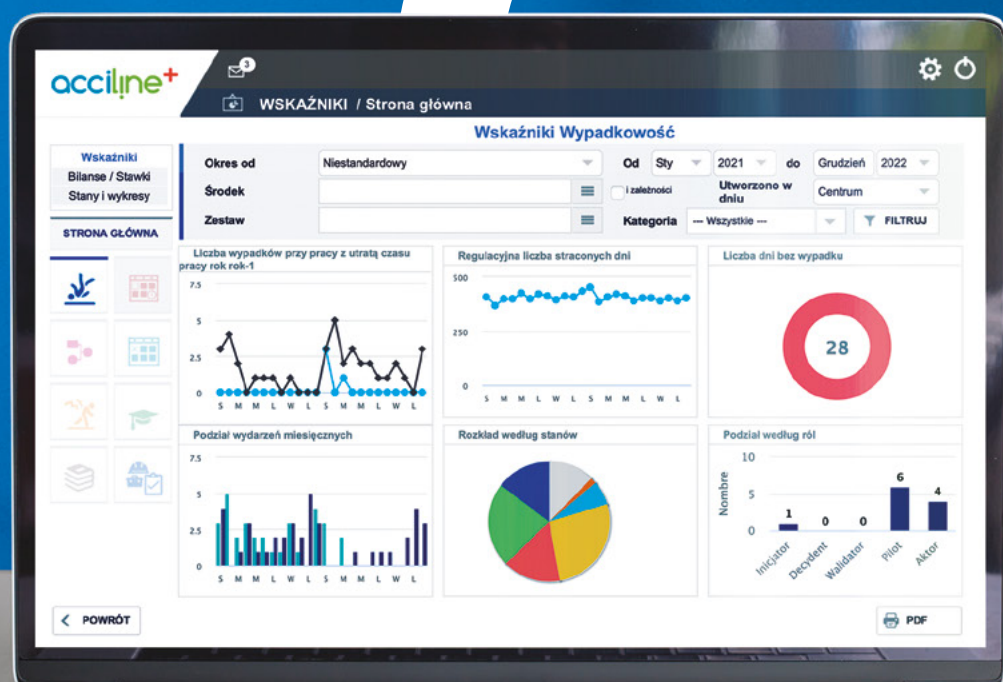 acciline+
3
WSKAŹNIKI / Strona główna
Wskaźniki Wypadkowość
Wskaźniki
Bilanse / Stawki
Stany i wykresy
STRONA GŁÓWNA
Okres od Niestandardowy Od Sty 2021 do Grudzień 2022
Środek i zależności Utworzono w dniu Centrum
Zestaw Kategoria --- Wszystkie --- FILTRUJ
Liczba wypadków przy pracy z utratą czasu
pracy rok rok-1
7.5
5
2.5
0
S M M L W L S M M L W L
Regulacyjna liczba straconych dni
500
250
0
S M M L W L S M M L W L
Liczba dni bez wypadku
28
Podział wydarzeń miesięcznych
7.5
5
2.5
0
S M M L W L S M M L W L
Rozkład według stanów
Podział według ról
Nombre
10
5
0
1 0 0 6 4
Inicjator Decydent Walidator Pilot Aktor
POWRÓT
PDF